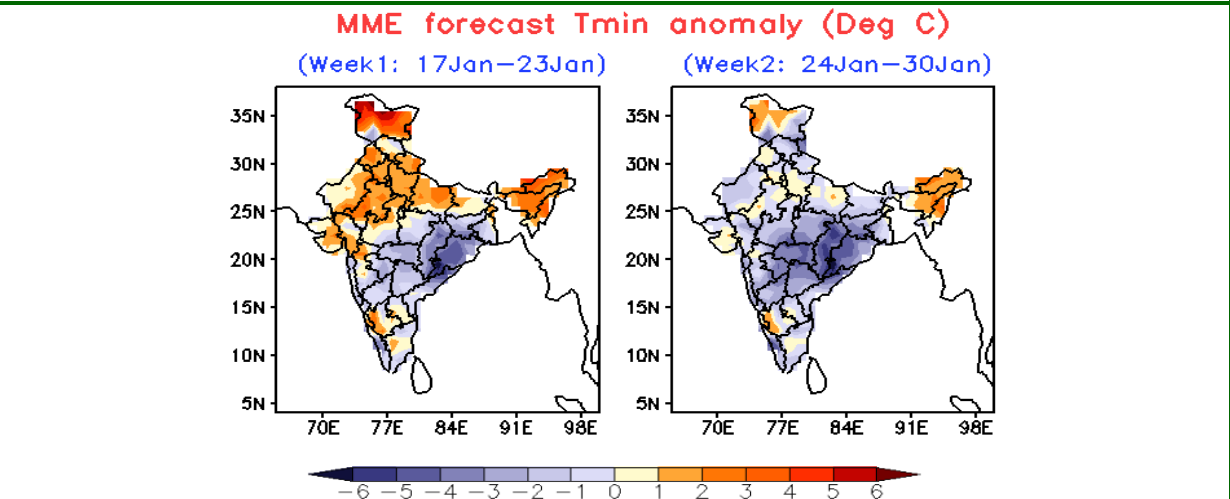 MME forecast Tmin anomaly (Deg C)
(Week1: 17Jan−23Jan)
(Week2: 24Jan−30Jan)
35N
30N
25N
20N
15N
10N
5N
70E 77E 84E 91E 98E
35N
30N
25N
20N
15N
10N
5N
70E 77E 84E 91E 98E
−6 −5 −4 −3 −2 −1 0 1 2 3 4 5 6